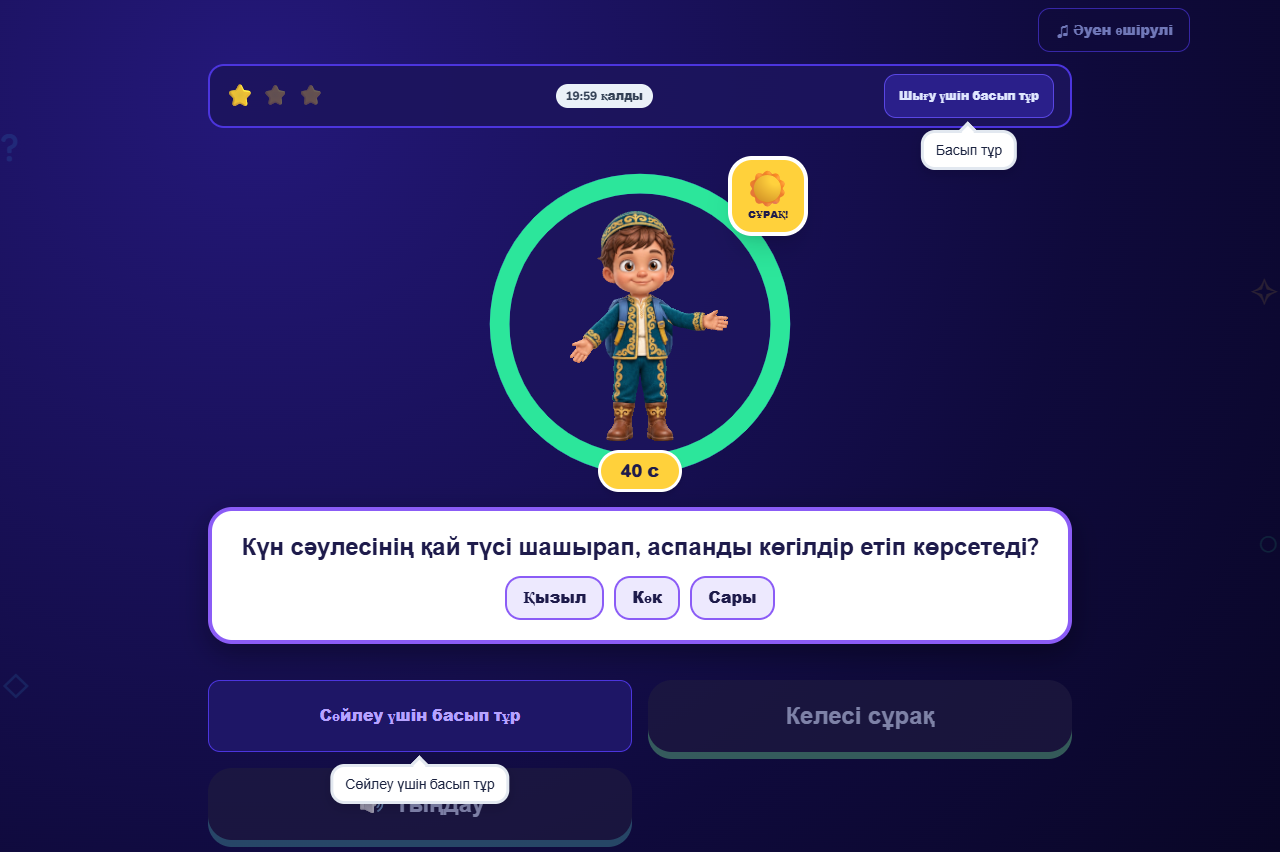 ♫ Әуен өшірулі
19:59 қалды
Шығу үшін басып тұр
Басып тұр
СҰРАҚ!
40 с
Күн сәулесінің қай түсі шашырап, аспанды көгілдір етіп көрсетеді?
Қызыл
Көк
Сары
Сөйлеу үшін басып тұр
Келесі сұрақ
Сөйлеу үшін басып тұр
Тыңдау